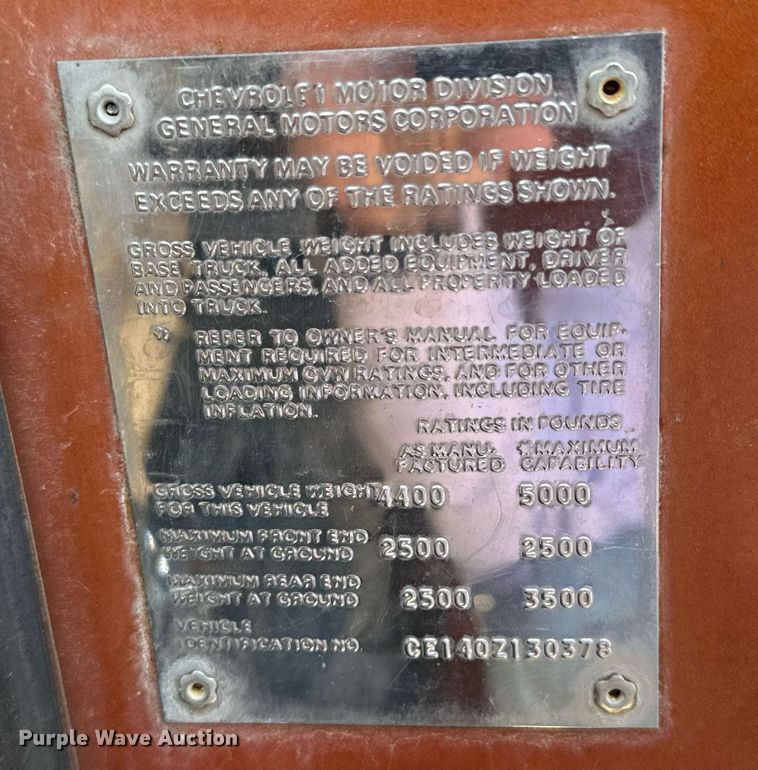 CHEVROLET MOTOR DIVISION,
GENERAL MOTORS CORPORATION
WARRANTY MAY BE VOIDED IF WEIGHT
EXCEEDS ANY OF THE RATINGS SHOWN.
GROSS VEHICLE WEIGHT INCLUDES WEIGHT OF
BASE TRUCK, ALL ADDED EQUIPMENT, DRIVER
AND PASSENGERS, AND ALL PROPERTY LOADED
INTO TRUCK.
* REFER TO OWNER'S MANUAL FOR EQUIP-
MENT REQUIRED FOR INTERMEDIATE OR
MAXIMUM GVW RATINGS, AND FOR OTHER
LOADING INFORMATION, INCLUDING TIRE
INFLATION.
RATINGS IN POUNDS
AS MANU- *MAXIMUM
FACTURED CAPABILITY
GROSS VEHICLE WEIGHT 4400 5000
FOR THIS VEHICLE
MAXIMUM FRONT END
WEIGHT AT GROUND 2500 2500
MAXIMUM REAR END
WEIGHT AT GROUND 2300 3500
VEHICLE
IDENTIFICATION NO. CE140Z130378
Purple Wave Auction